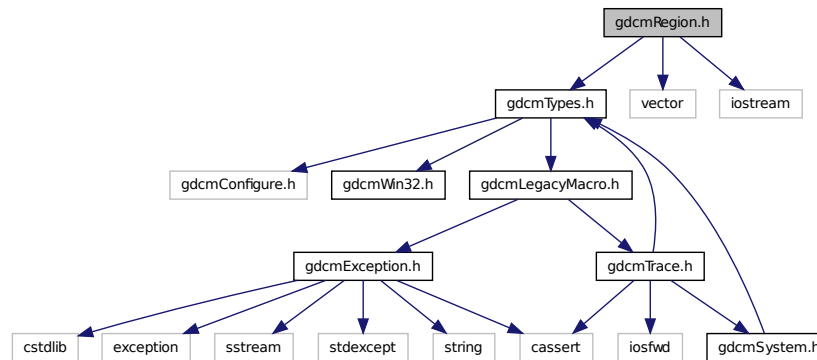 gdcmRegion.h
gdcmTypes.h
vector
iostream
gdcmConfigure.h
gdcmWin32.h
gdcmLegacyMacro.h
gdcmException.h
gdcmTrace.h
cstdlib
exception
sstream
stdexcept
string
cassert
iosfwd
gdcmSystem.h